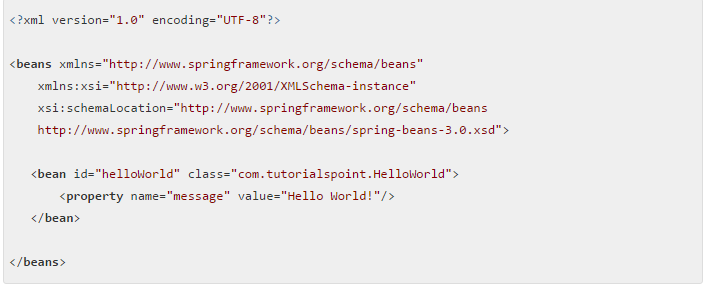 <?xml version="1.0" encoding="UTF-8"?>
<beans xmlns="http://www.springframework.org/schema/beans"
xmlns:xsi="http://www.w3.org/2001/XMLSchema-instance"
xsi:schemaLocation="http://www.springframework.org/schema/beans
http://www.springframework.org/schema/beans/spring-beans-3.0.xsd">
<bean id="helloWorld" class="com.tutorialspoint.HelloWorld">
<property name="message" value="Hello World!"/>
</bean>
</beans>